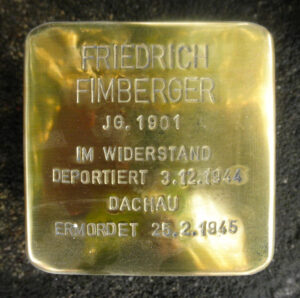 FRIEDRICH
FIMBERGER
JG. 1901
IM WIDERSTAND
DEPORTIERT 3.12.1944
DACHAU
ERMORDET 25.2.1945